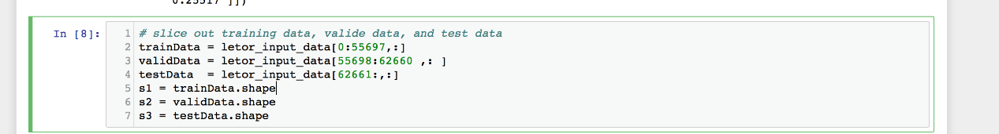 0.25517 ]])
In [8]:
1 # slice out training data, valide data, and test data
2 trainData = letor_input_data[0:55697,:]
3 validData = letor_input_data[55698:62660 ,: ]
4 testData  = letor_input_data[62661:,:]
5 s1 = trainData.shape
6 s2 = validData.shape
7 s3 = testData.shape